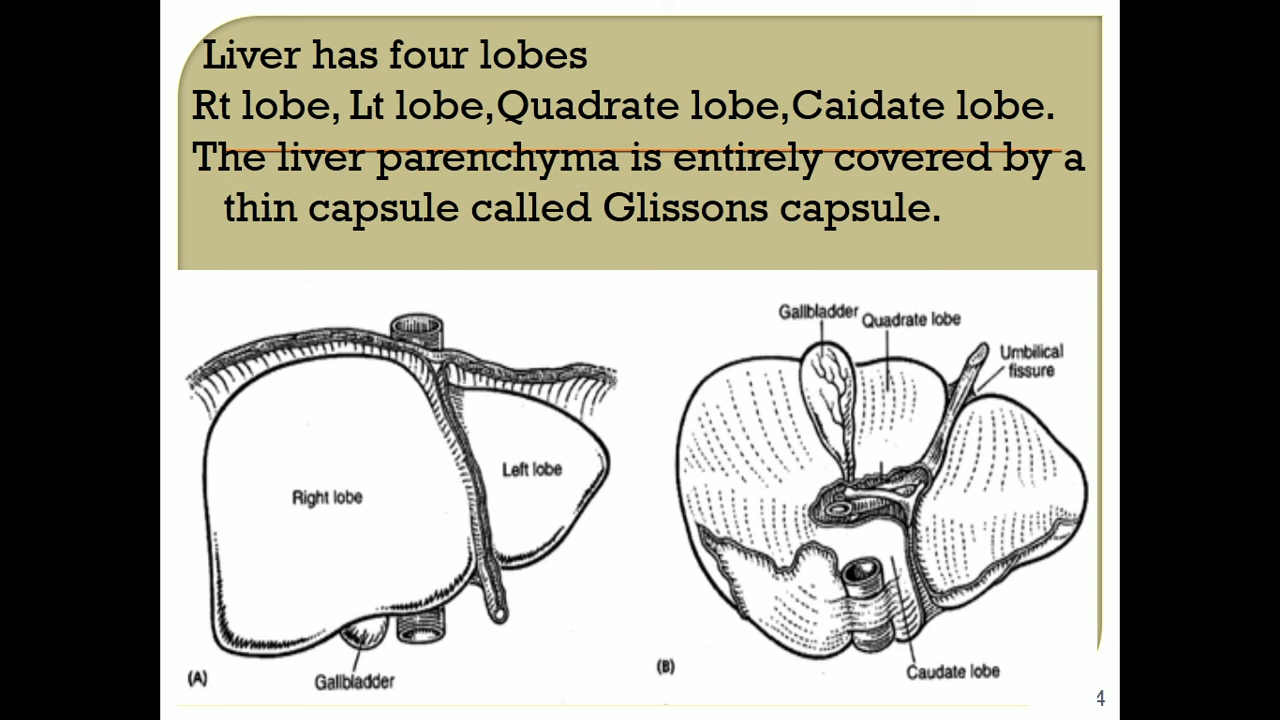 Liver has four lobes
Rt lobe, Lt lobe,Quadrate lobe,Caidate lobe.
The liver parenchyma is entirely covered by a
thin capsule called Glissons capsule.
Right lobe
Left lobe
Gallbladder
(A)
Gallbladder
Quadrate lobe
Umbilical
fissure
Caudate lobe
(B)
4